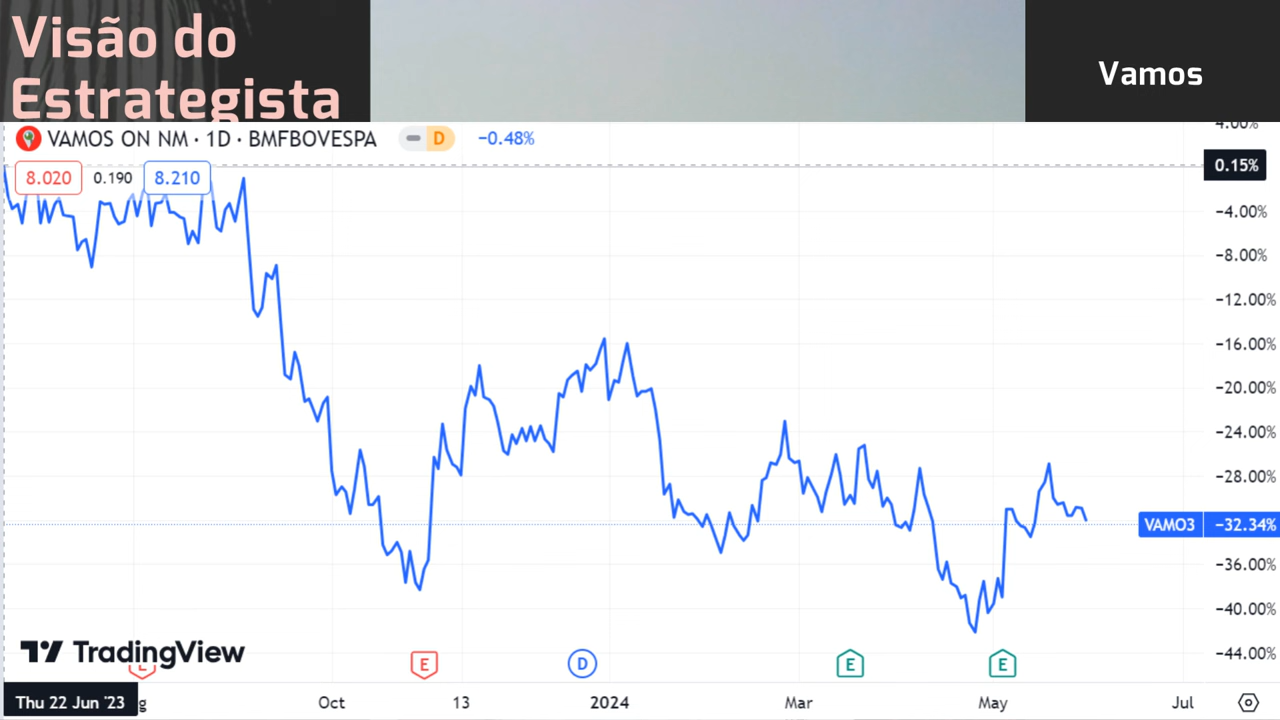 Visão do
Estrategista
Vamos
VAMOS ON NM · 1D · BMFBOVESPA
D
−0.48%
8.020
0.190
8.210
4.00%
0.15%
−4.00%
−8.00%
−12.00%
−16.00%
−20.00%
−24.00%
−28.00%
VAMO3
−32.34%
−36.00%
−40.00%
−44.00%
TradingView
E
E
D
E
E
Thu 22 Jun '23
g
Oct
13
2024
Mar
May
Jul